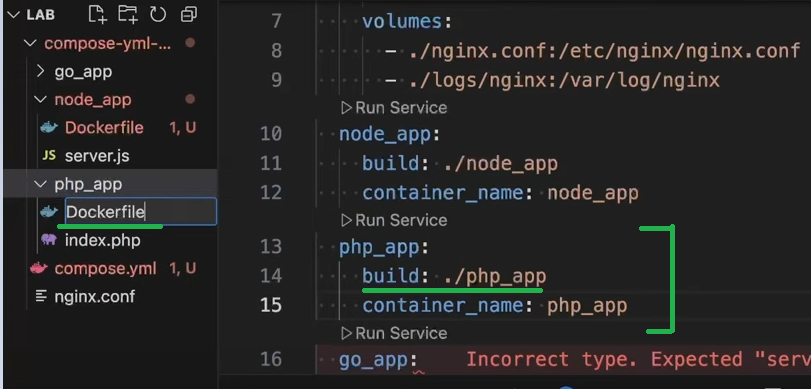 LAB
compose-yml-...
go_app
node_app
Dockerfile 1, U
JS server.js
php_app
Dockerfile
index.php
compose.yml 1, U
nginx.conf
7 volumes:
8 - ./nginx.conf:/etc/nginx/nginx.conf
9 - ./logs/nginx:/var/log/nginx
Run Service
10 node_app:
11 build: ./node_app
12 container_name: node_app
Run Service
13 php_app:
14 build: ./php_app
15 container_name: php_app
Run Service
16 go_app: Incorrect type. Expected "serv